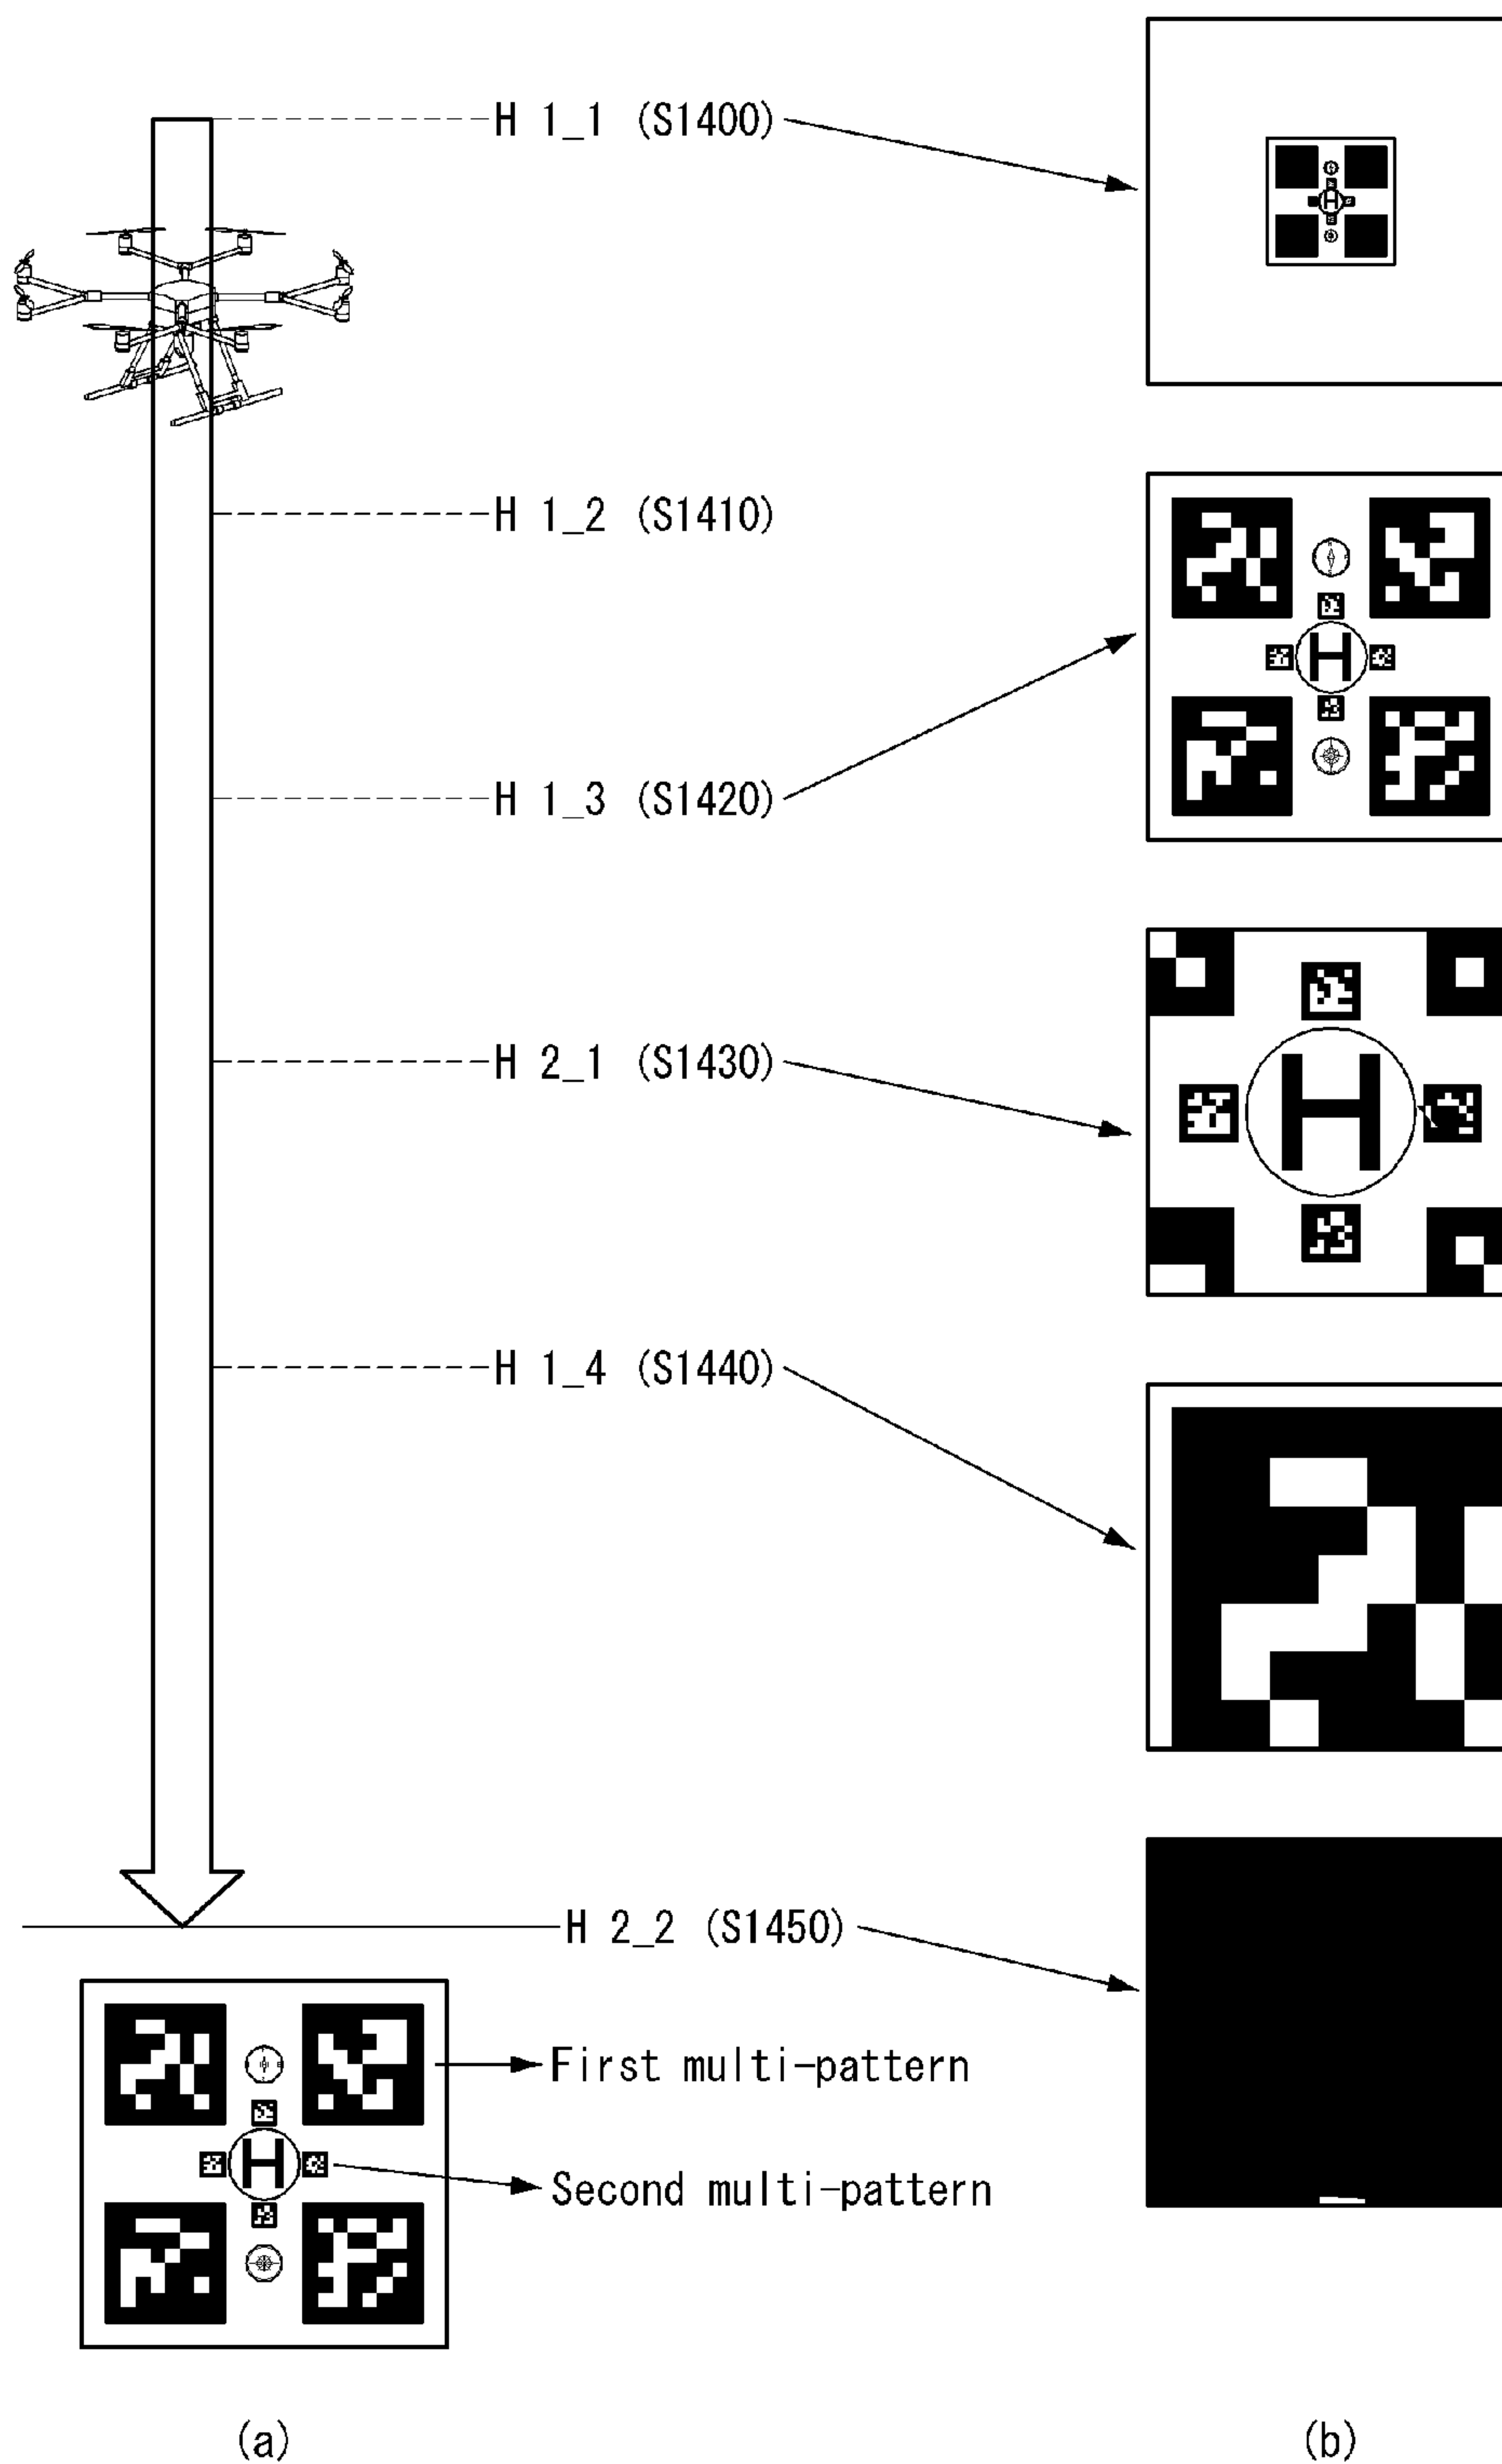 H 1_1 (S1400)
H
H 1_2 (S1410)
H
H 1_3 (S1420)
H 2_1 (S1430)
H
H 1_4 (S1440)
H 2_2 (S1450)
First multi-pattern
H
Second multi-pattern
(a)
(b)